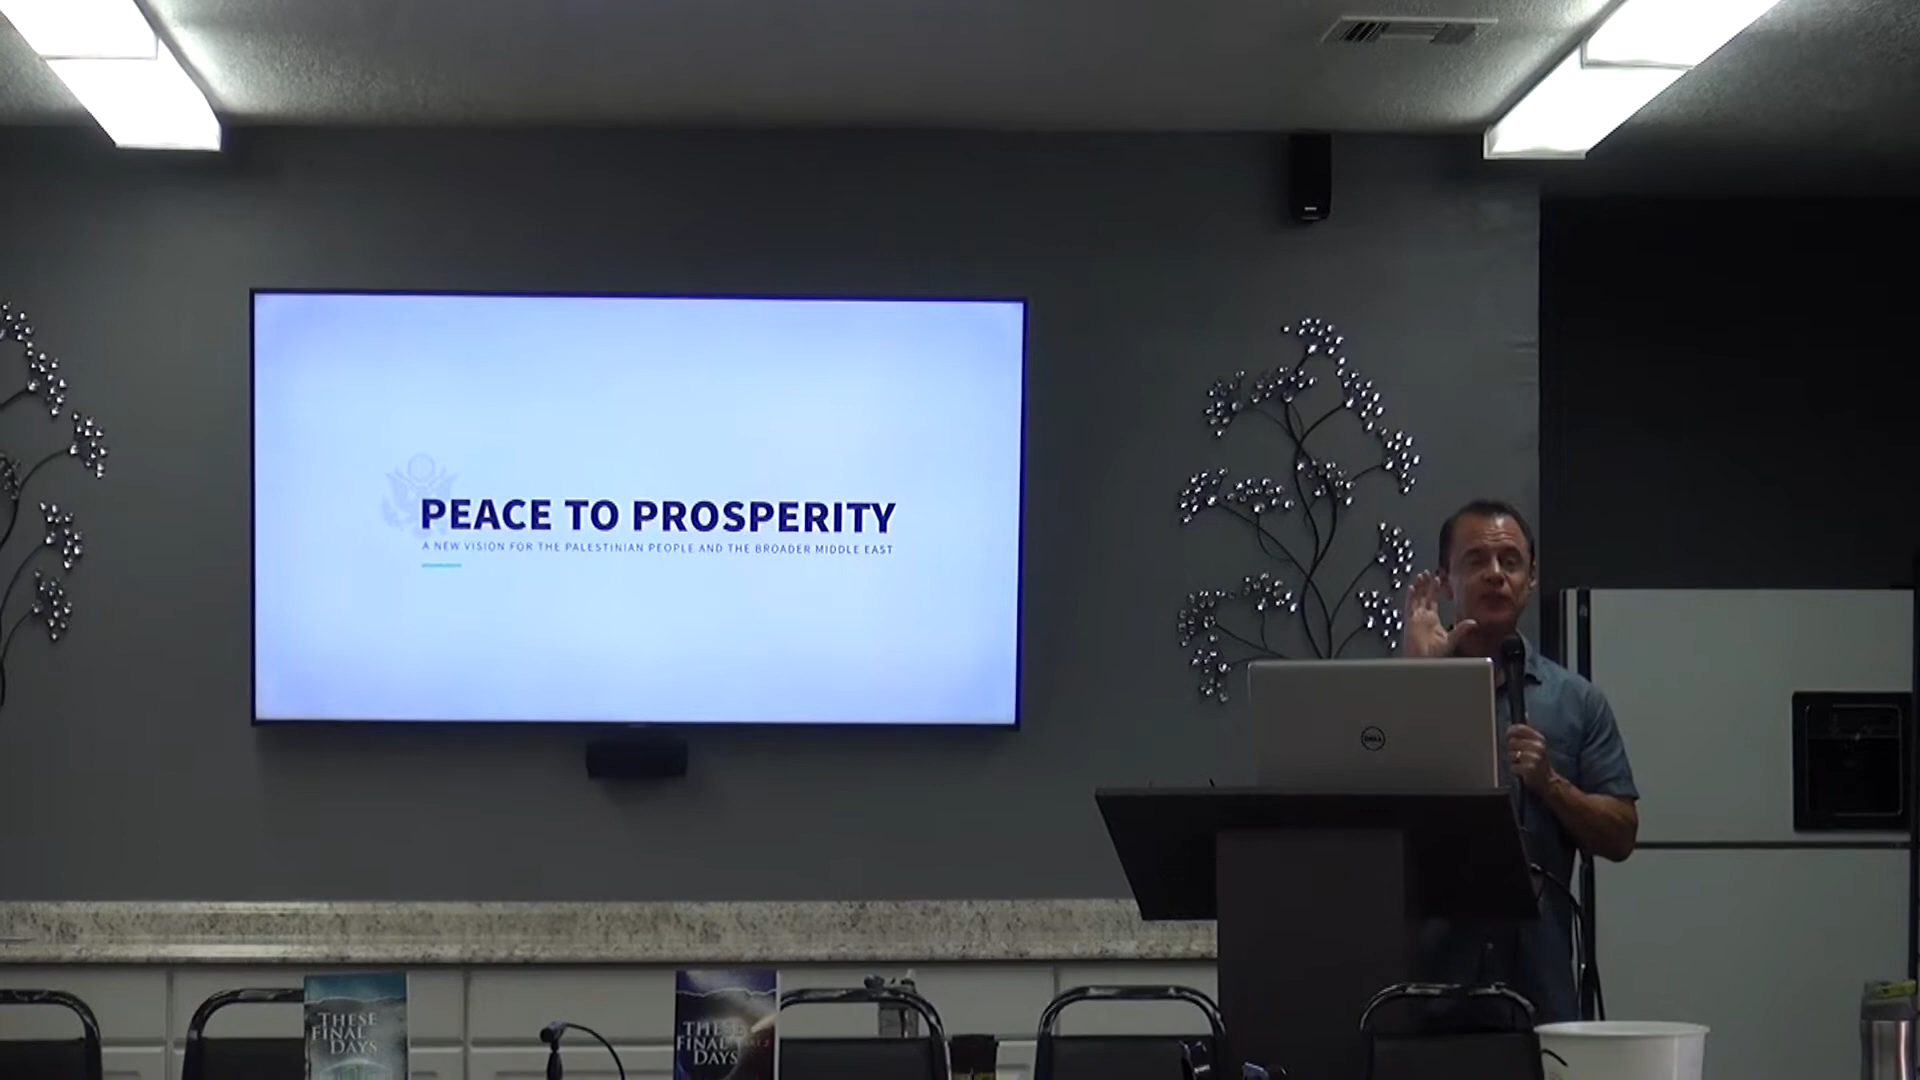 PEACE TO PROSPERITY
A NEW VISION FOR THE PALESTINIAN PEOPLE AND THE BROADER MIDDLE EAST
DELL
THESE
FINAL
DAYS
THESE
FINAL
DAYS